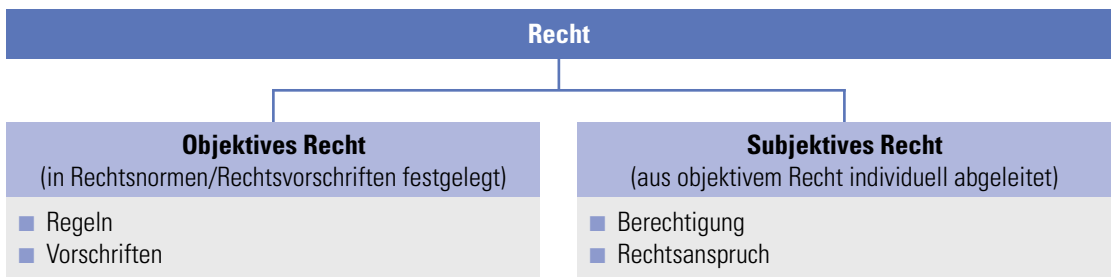 Recht
Objektives Recht
(in Rechtsnormen/Rechtsvorschriften festgelegt)
Regeln
Vorschriften
Subjektives Recht
(aus objektivem Recht individuell abgeleitet)
Berechtigung
Rechtsanspruch